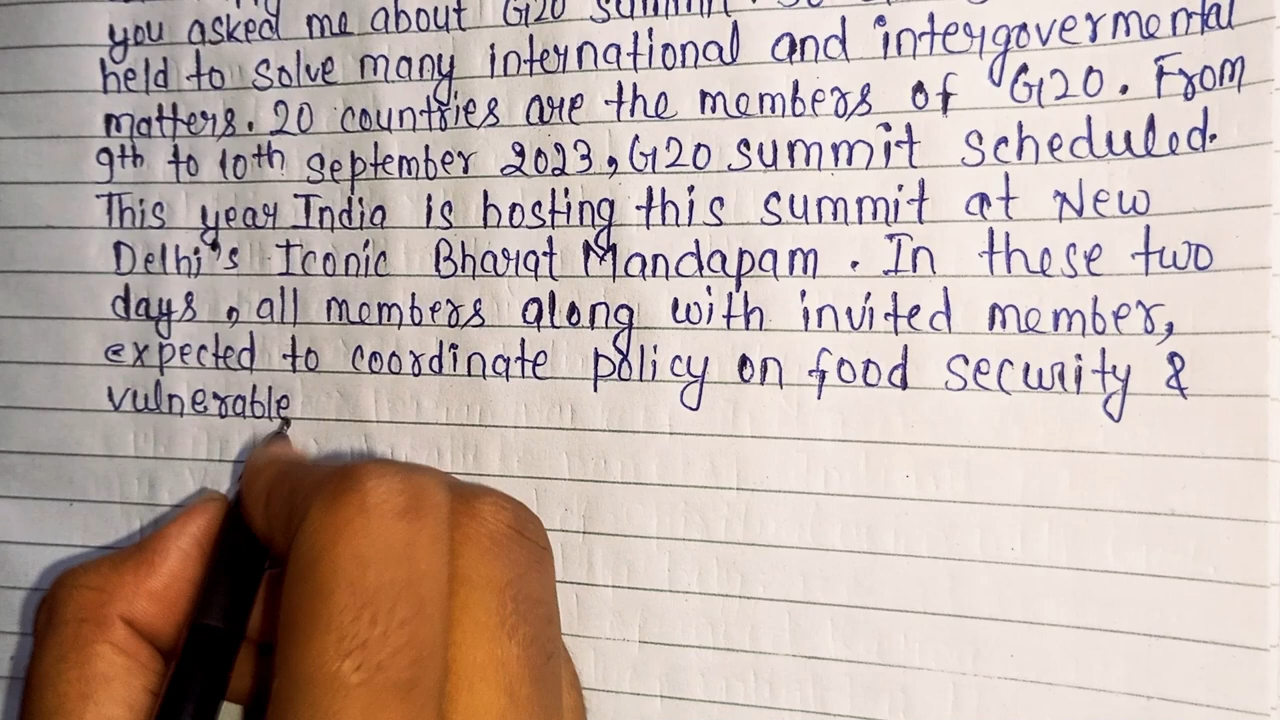 you asked me about G20 summit
held to solve many international and intergovermental
matters. 20 countries are the members of G20. From
9th to 10th september 2023, G20 summit scheduled.
This year India is hosting this summit at New
Delhi's Iconic Bharat Mandapam. In these two
days, all members along with invited member,
expected to coordinate policy on food security &
vulnerable